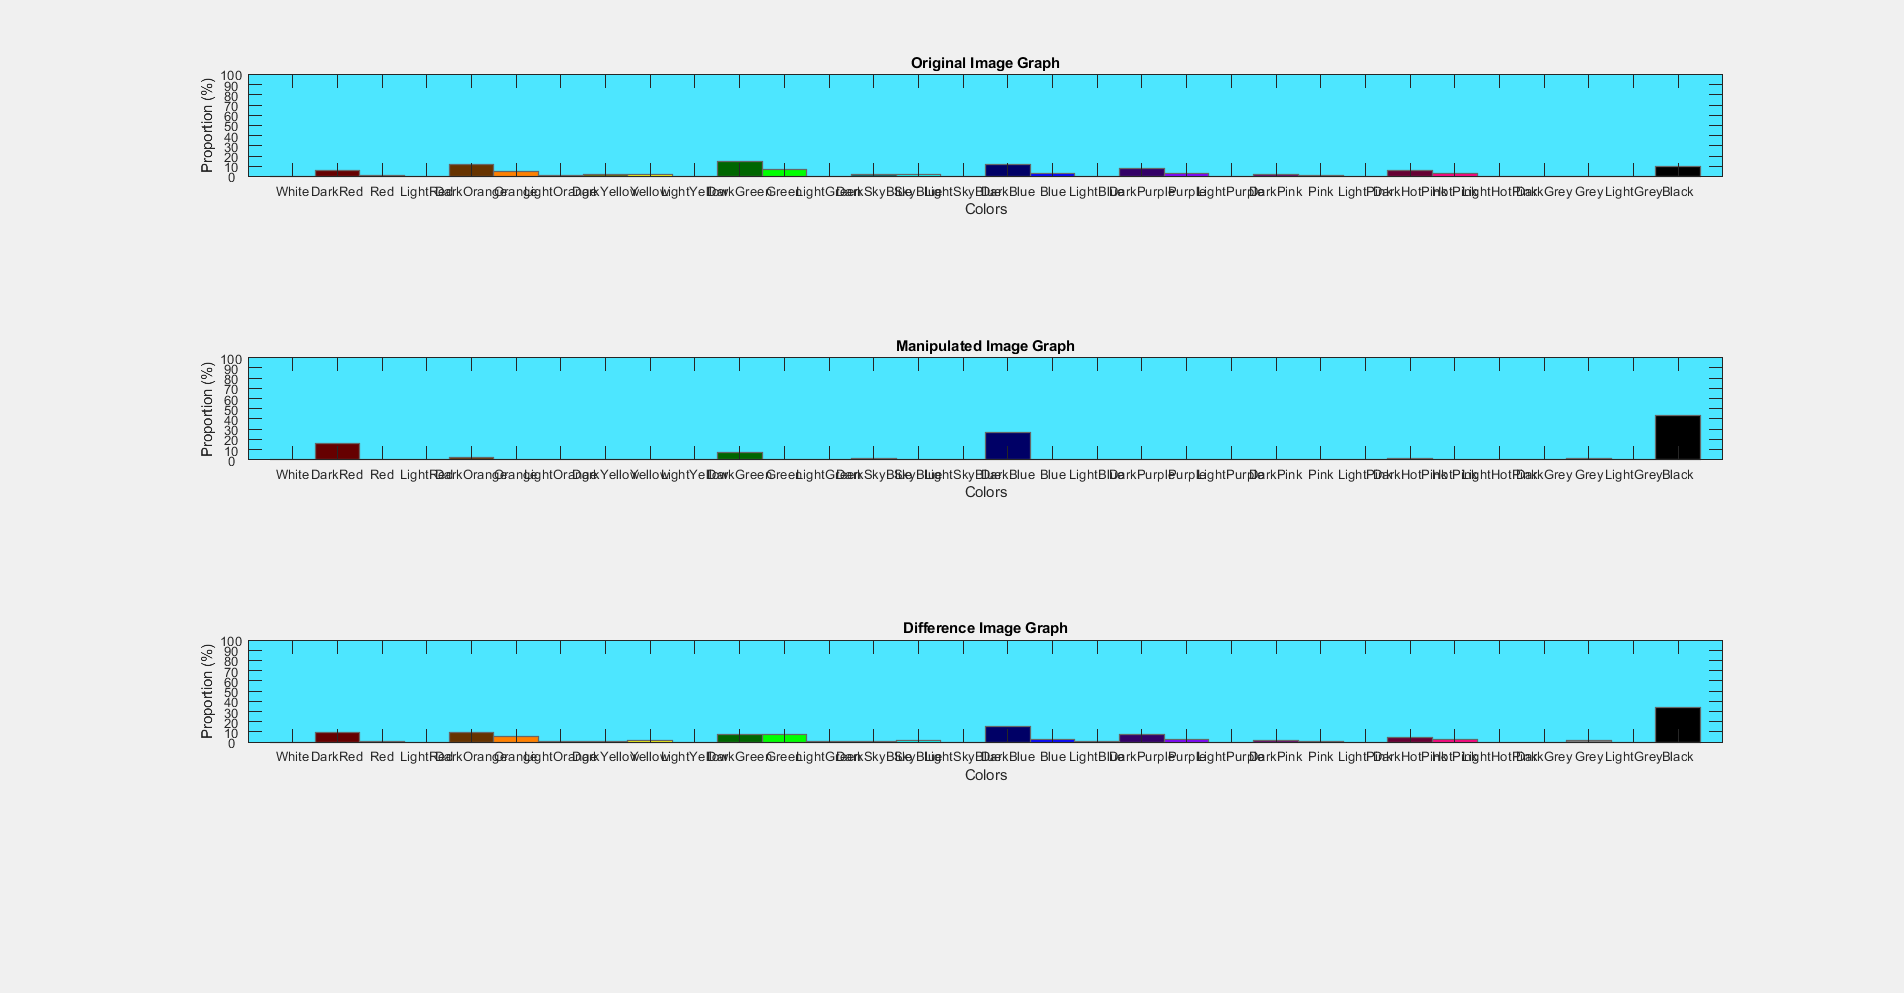 Original Image Graph
Proportion (%)
100
90
80
70
60
50
40
30
20
10
0
White DarkRed Red LightRed DarkOrange Orange LightOrange DarkYellow Yellow LightYellow DarkGreen Green LightGreen DarkSkyBlue SkyBlue LightSkyBlue DarkBlue Blue LightBlue DarkPurple Purple LightPurple DarkPink Pink LightPink DarkHotPink HotPink LightHotPink DarkGrey Grey LightGrey Black
Colors
Manipulated Image Graph
Proportion (%)
100
90
80
70
60
50
40
30
20
10
0
White DarkRed Red LightRed DarkOrange Orange LightOrange DarkYellow Yellow LightYellow DarkGreen Green LightGreen DarkSkyBlue SkyBlue LightSkyBlue DarkBlue Blue LightBlue DarkPurple Purple LightPurple DarkPink Pink LightPink DarkHotPink HotPink LightHotPink DarkGrey Grey LightGrey Black
Colors
Difference Image Graph
Proportion (%)
100
90
80
70
60
50
40
30
20
10
0
White DarkRed Red LightRed DarkOrange Orange LightOrange DarkYellow Yellow LightYellow DarkGreen Green LightGreen DarkSkyBlue SkyBlue LightSkyBlue DarkBlue Blue LightBlue DarkPurple Purple LightPurple DarkPink Pink LightPink DarkHotPink HotPink LightHotPink DarkGrey Grey LightGrey Black
Colors